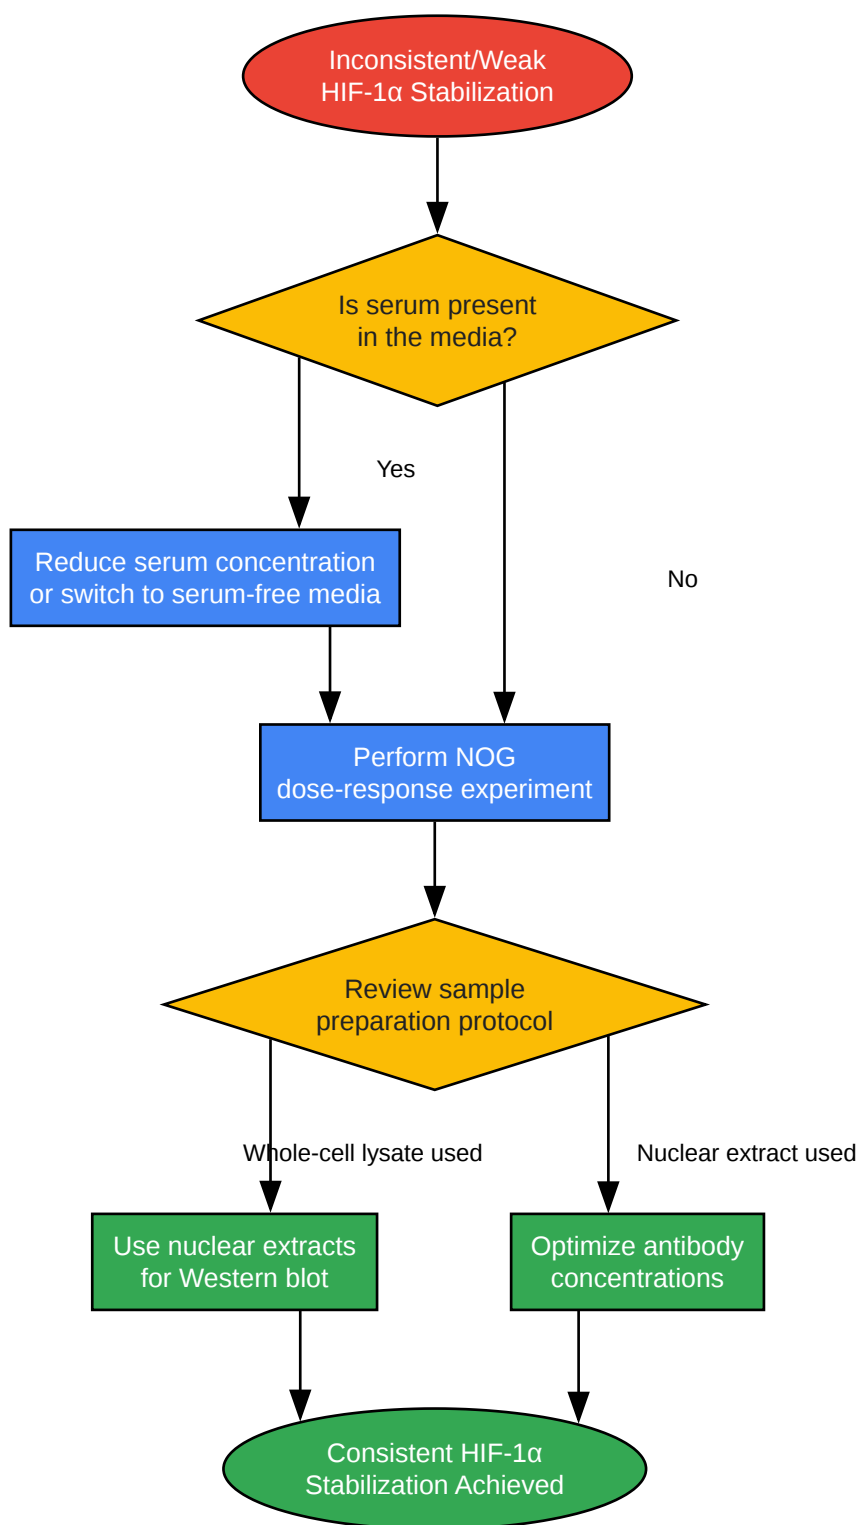 Inconsistent/Weak
HIF-1α Stabilization
Is serum present
in the media?
Yes
Reduce serum concentration
or switch to serum-free media
No
Perform NOG
dose-response experiment
Review sample
preparation protocol
Whole-cell lysate used
Nuclear extract used
Use nuclear extracts
for Western blot
Optimize antibody
concentrations
Consistent HIF-1α
Stabilization Achieved